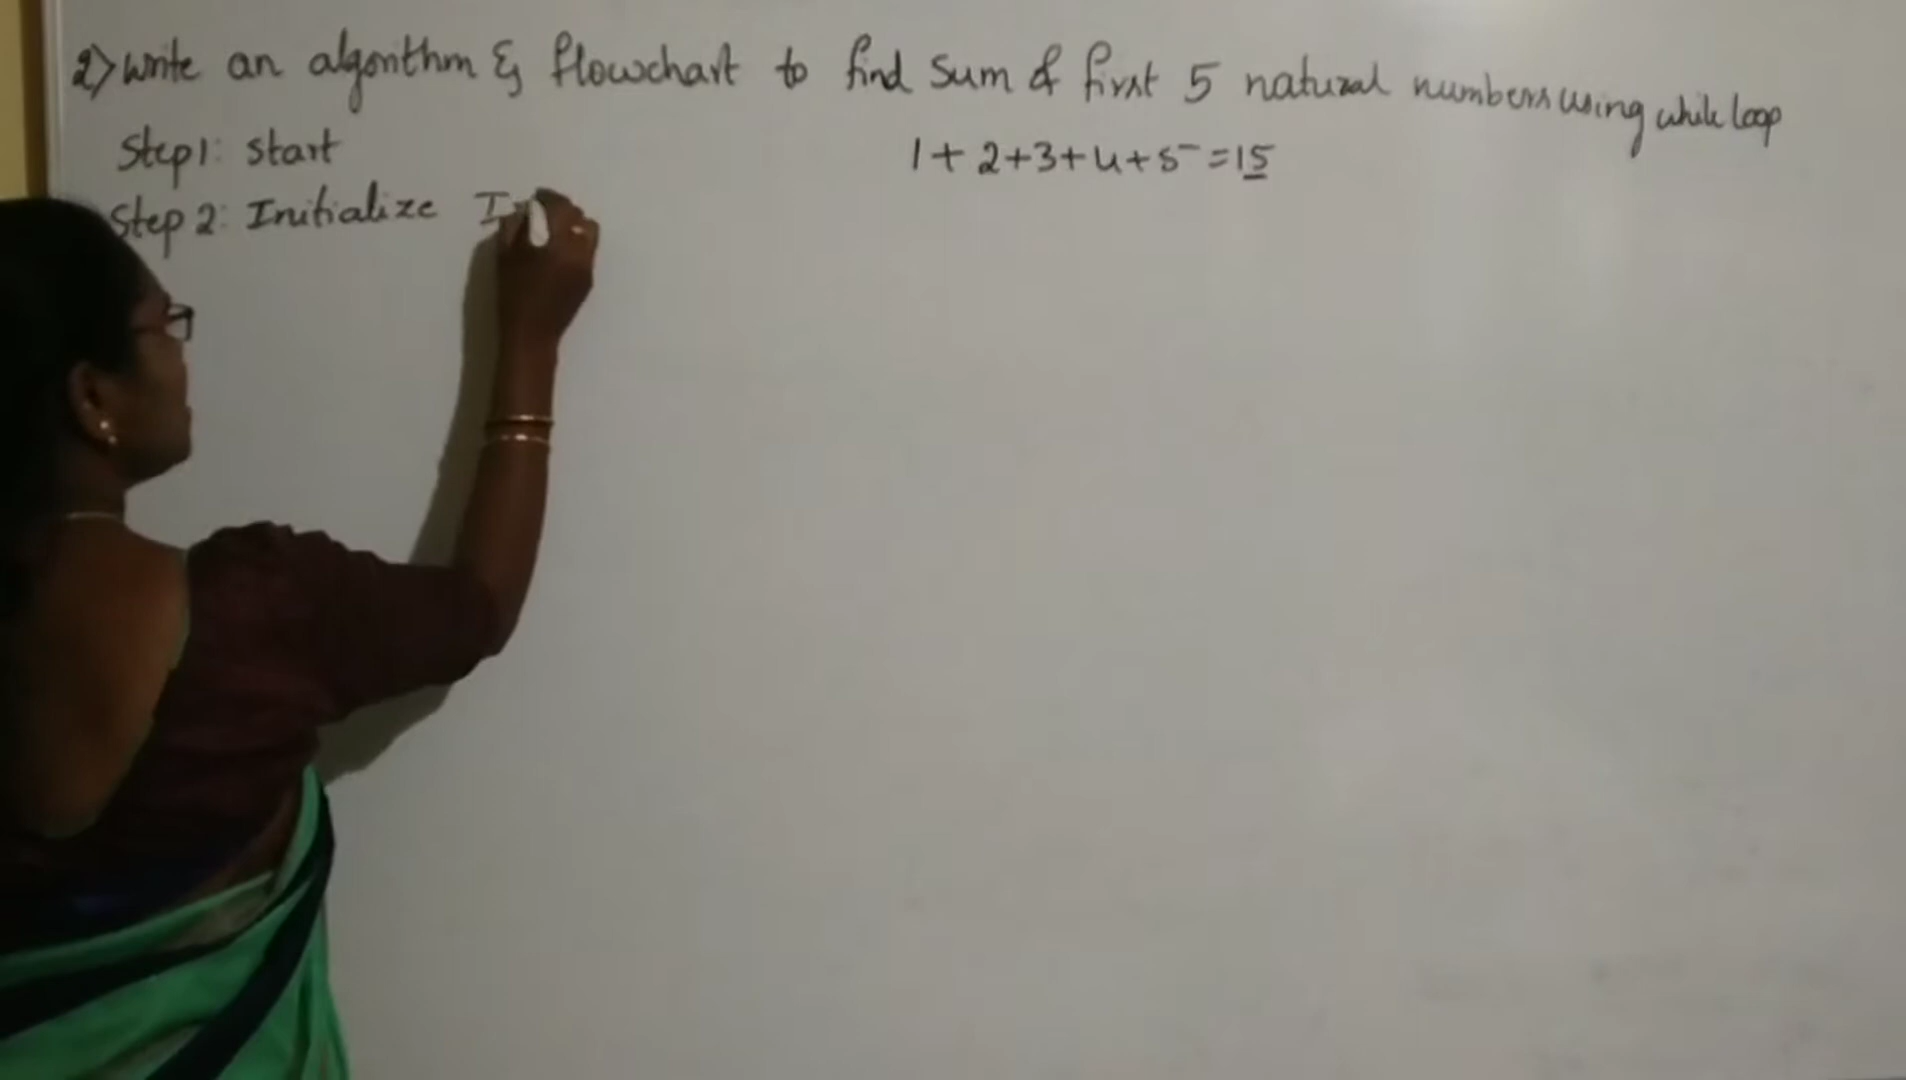 2) write an algorithm & flowchart to find sum of first 5 natural numbers using while loop
Step1: start
1+2+3+4+5=15
Step 2: Initialize I